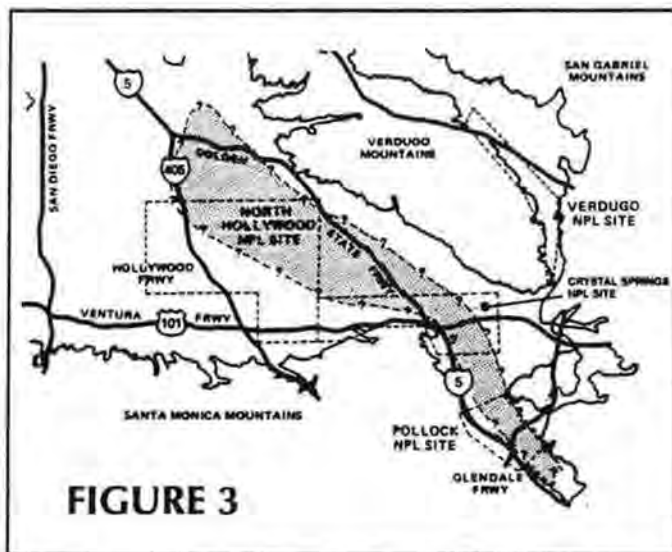 SAN GABRIEL
MOUNTAINS
5
SAN DIEGO FRWY
VERDUGO
MOUNTAINS
GOLDEN
405
VERDUGO
NPL SITE
NORTH
HOLLYWOOD
NPL SITE
STATE
FRWY
HOLLYWOOD
FRWY
CRYSTAL SPRINGS
NPL SITE
VENTURA
101
FRWY
5
SANTA MONICA MOUNTAINS
POLLOCK
NPL SITE
GLENDALE
FRWY
FIGURE 3